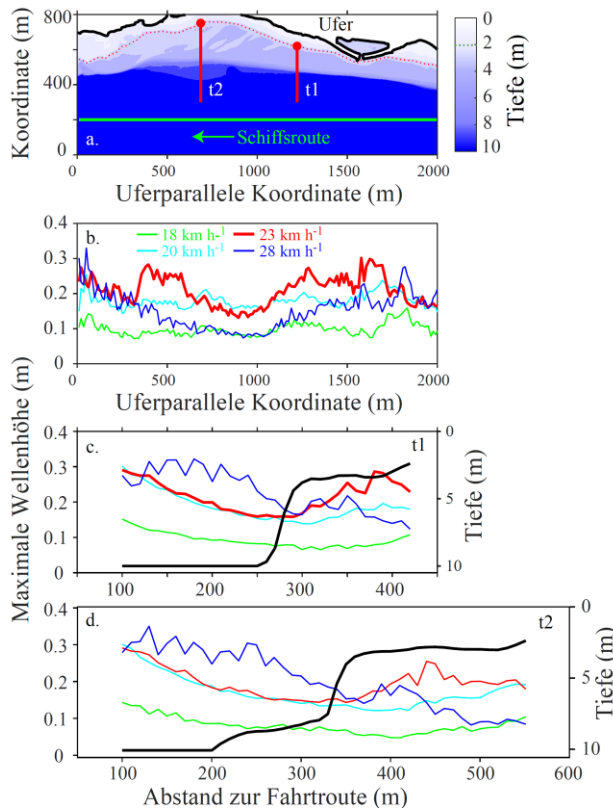 Koordinate (m)
800
400
0
a.
t2
t1
Ufer
Schiffsroute
0
2
4
6
8
10
Tiefe (m)
0
500
1000
1500
2000
Uferparallele Koordinate (m)
b.
18 km h-1
23 km h-1
20 km h-1
28 km h-1
0.4
0.3
0.2
0.1
0
0
500
1000
1500
2000
Uferparallele Koordinate (m)
Maximale Wellenhöhe (m)
c.
t1
0.4
0.3
0.2
0.1
0
0
5
10
Tiefe (m)
100
200
300
400
d.
t2
0.4
0.3
0.2
0.1
0
0
5
10
Tiefe (m)
100
200
300
400
500
600
Abstand zur Fahrtroute (m)